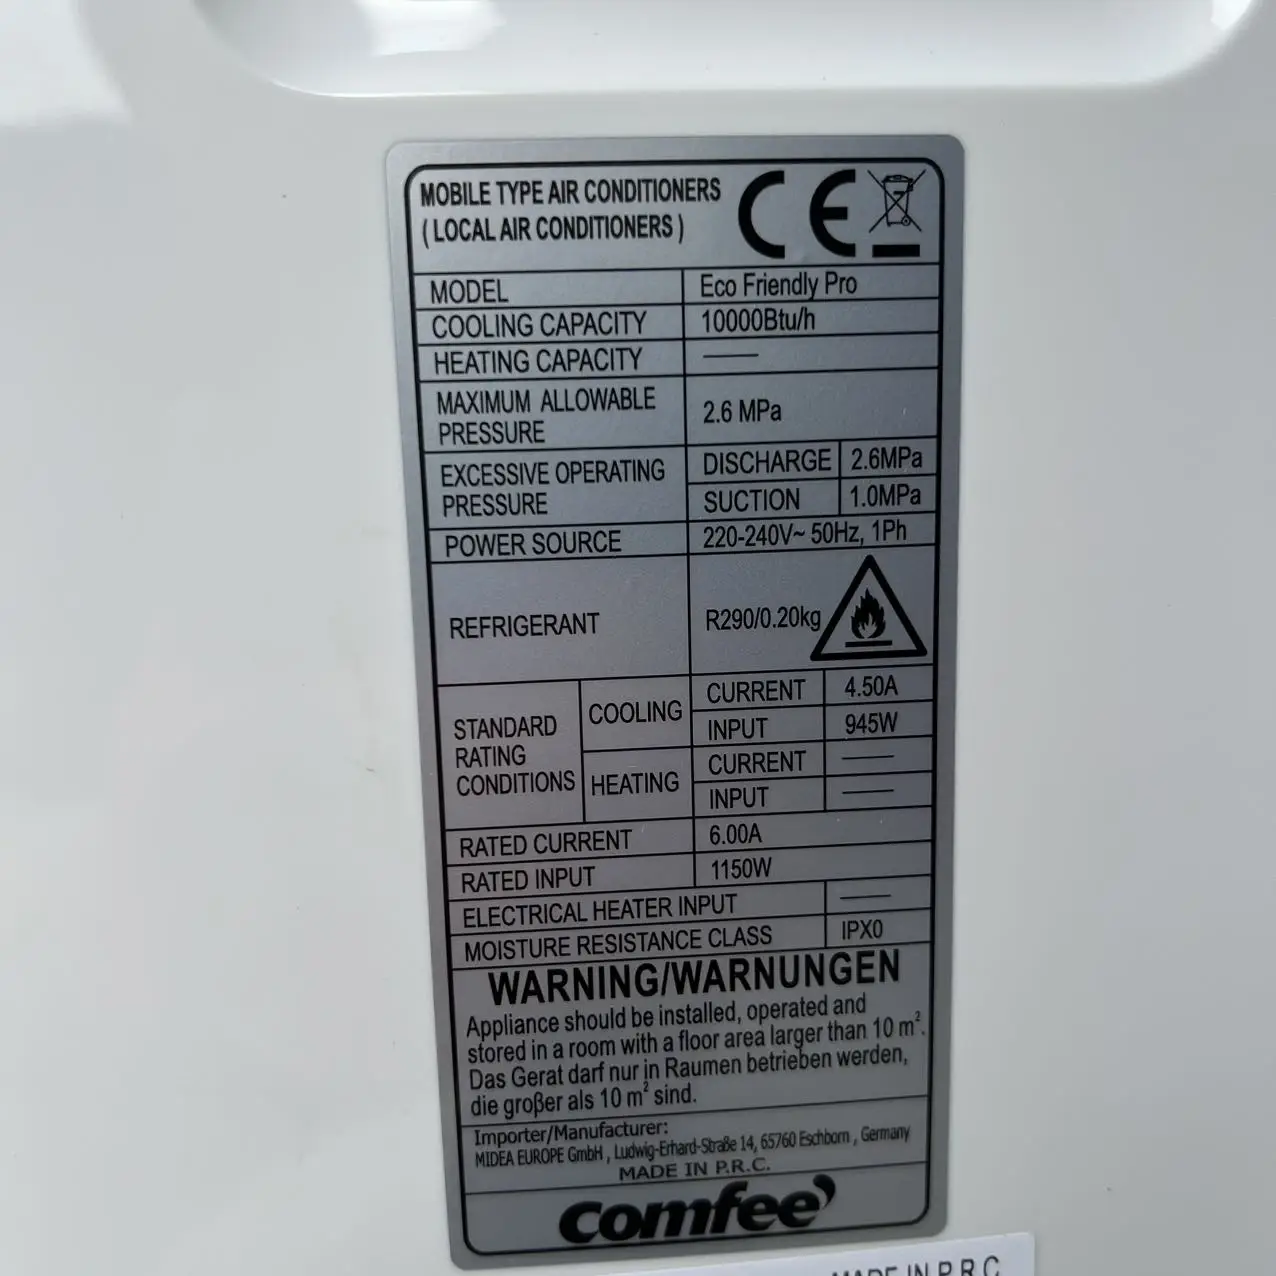 MOBILE TYPE AIR CONDITIONERS
( LOCAL AIR CONDITIONERS )
CE
MODEL Eco Friendly Pro
COOLING CAPACITY 10000Btu/h
HEATING CAPACITY ——
MAXIMUM ALLOWABLE
PRESSURE
2.6 MPa
EXCESSIVE OPERATING
PRESSURE
DISCHARGE 2.6MPa
SUCTION 1.0MPa
POWER SOURCE 220-240V~ 50Hz, 1Ph
REFRIGERANT R290/0.20kg
STANDARD
RATING
CONDITIONS
COOLING
CURRENT 4.50A
INPUT 945W
HEATING
CURRENT ——
INPUT ——
RATED CURRENT 6.00A
RATED INPUT 1150W
ELECTRICAL HEATER INPUT ——
MOISTURE RESISTANCE CLASS IPX0
WARNING/WARNUNGEN
Appliance should be installed, operated and
stored in a room with a floor area larger than 10 m².
Das Gerat darf nur in Raumen betrieben werden,
die großer als 10 m² sind.
Importer/Manufacturer:
MIDEA EUROPE GmbH , Ludwig-Erhard-Straße 14, 65760 Eschborn , Germany
MADE IN P.R.C.
comfee'
MADE IN P.R.C.